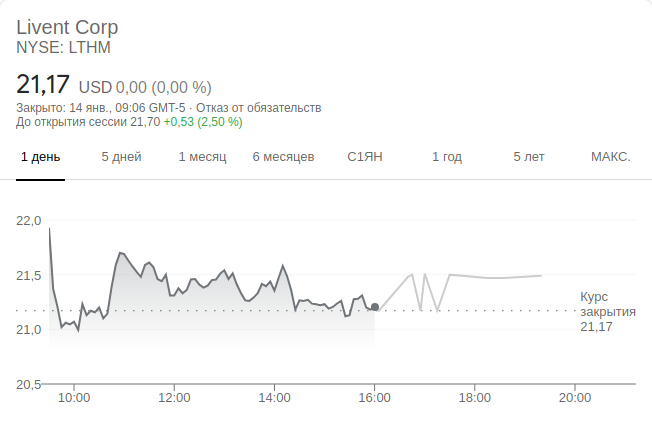 Livent Corp
NYSE: LTHM
21,17 USD 0,00 (0,00 %)
Закрыто: 14 янв., 09:06 GMT-5 · Отказ от обязательств
До открытия сессии 21,70 +0,53 (2,50 %)
1 день 5 дней 1 месяц 6 месяцев С1ЯН 1 год 5 лет МАКС.
22,0
21,5
Курс
закрытия
21,17
21,0
20,5
10:00 12:00 14:00 16:00 18:00 20:00